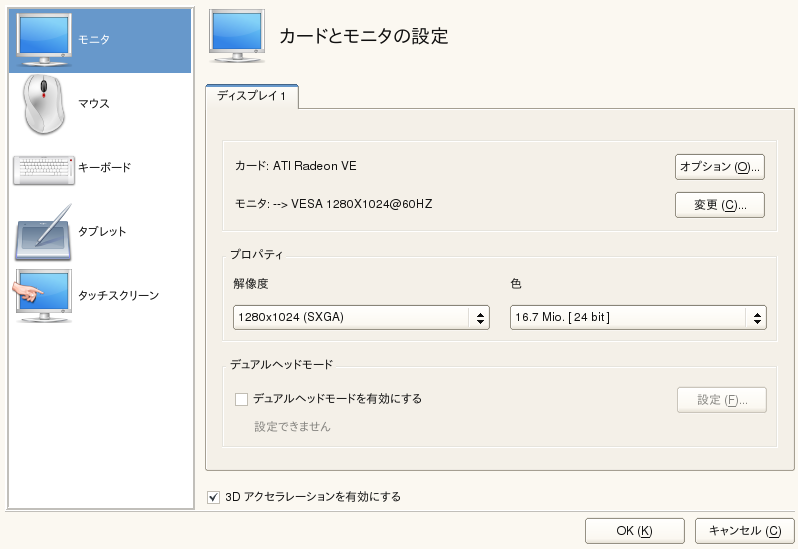 モニタ
マウス
キーボード
タブレット
タッチスクリーン
カードとモニタの設定
ディスプレイ 1
カード: ATI Radeon VE
オプション (O)...
モニタ: --> VESA 1280X1024@60HZ
変更 (C)...
プロパティ
解像度
色
1280x1024 (SXGA)
16.7 Mio. [ 24 bit ]
デュアルヘッドモード
デュアルヘッドモードを有効にする
設定 (F)...
設定できません
3D アクセラレーションを有効にする
OK (K)
キャンセル (C)